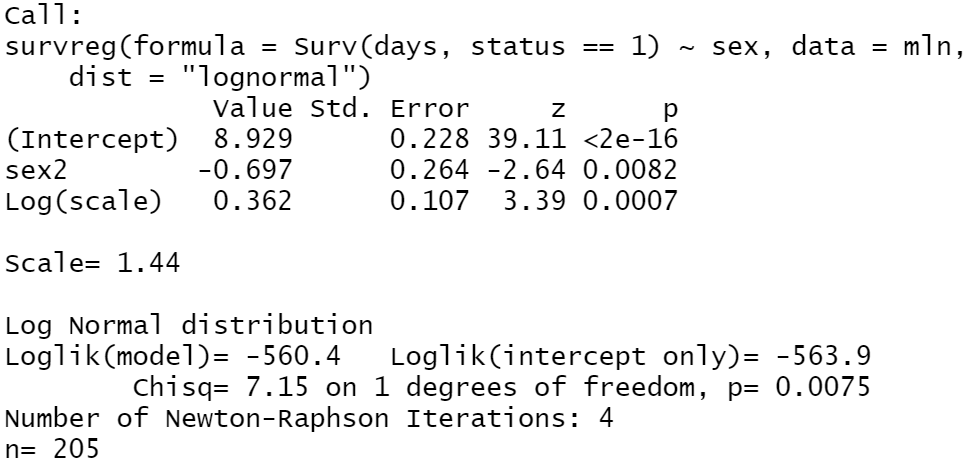 Call:
survreg(formula = Surv(days, status == 1) ~ sex, data = mln,
    dist = "lognormal")
             Value Std. Error     z      p
(Intercept)  8.929      0.228 39.11 <2e-16
sex2        -0.697      0.264 -2.64 0.0082
Log(scale)   0.362      0.107  3.39 0.0007

Scale= 1.44

Log Normal distribution
Loglik(model)= -560.4   Loglik(intercept only)= -563.9
        Chisq= 7.15 on 1 degrees of freedom, p= 0.0075
Number of Newton-Raphson Iterations: 4
n= 205